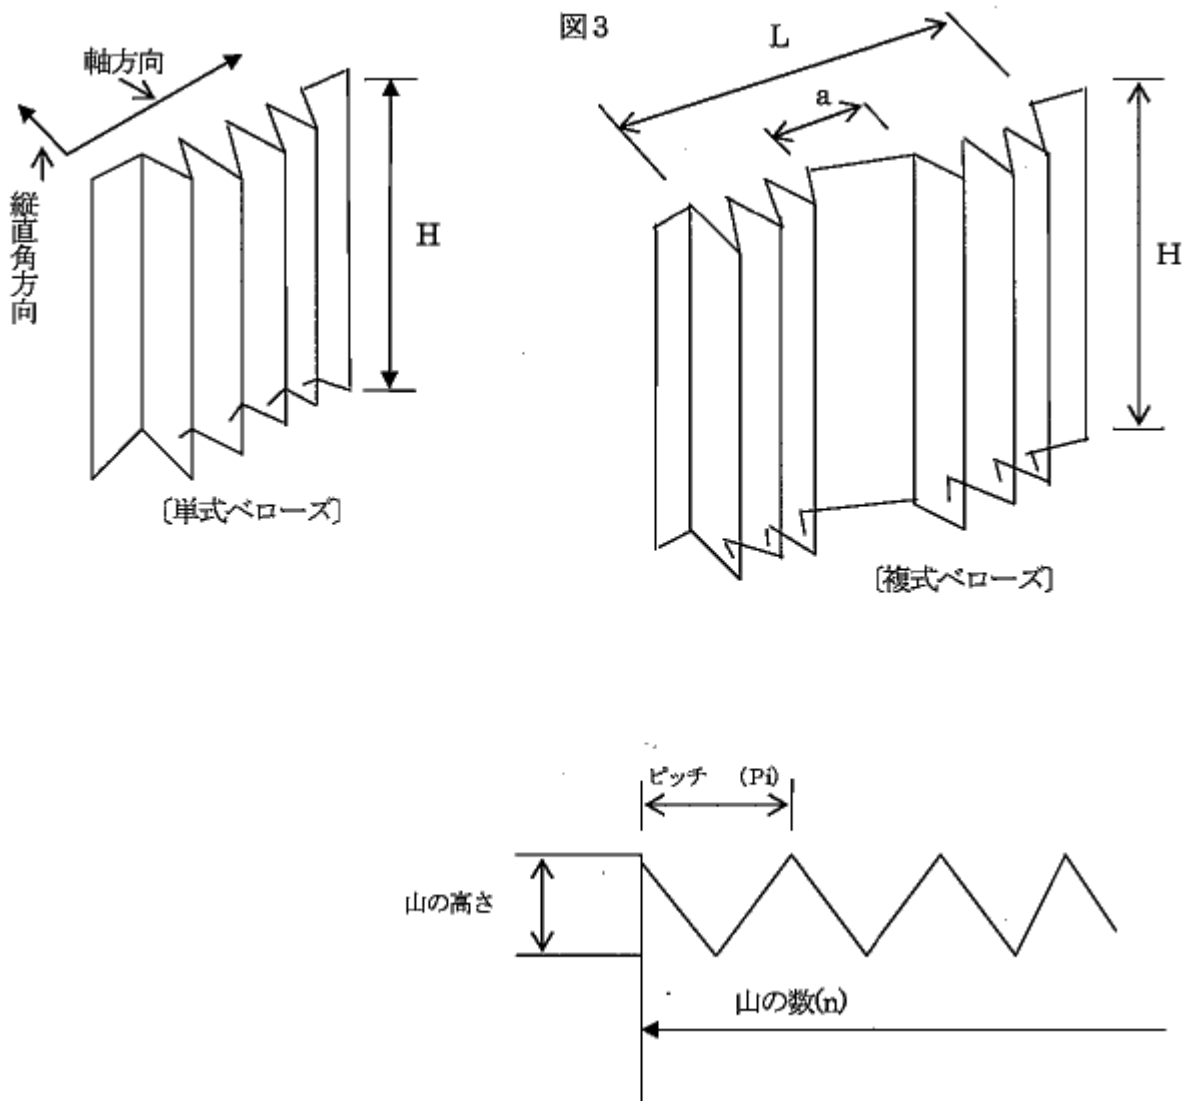 図3
軸方向
縦直角方向
H
〔単式ベローズ〕
L
a
H
〔複式ベローズ〕
ピッチ (Pi)
山の高さ
山の数(n)